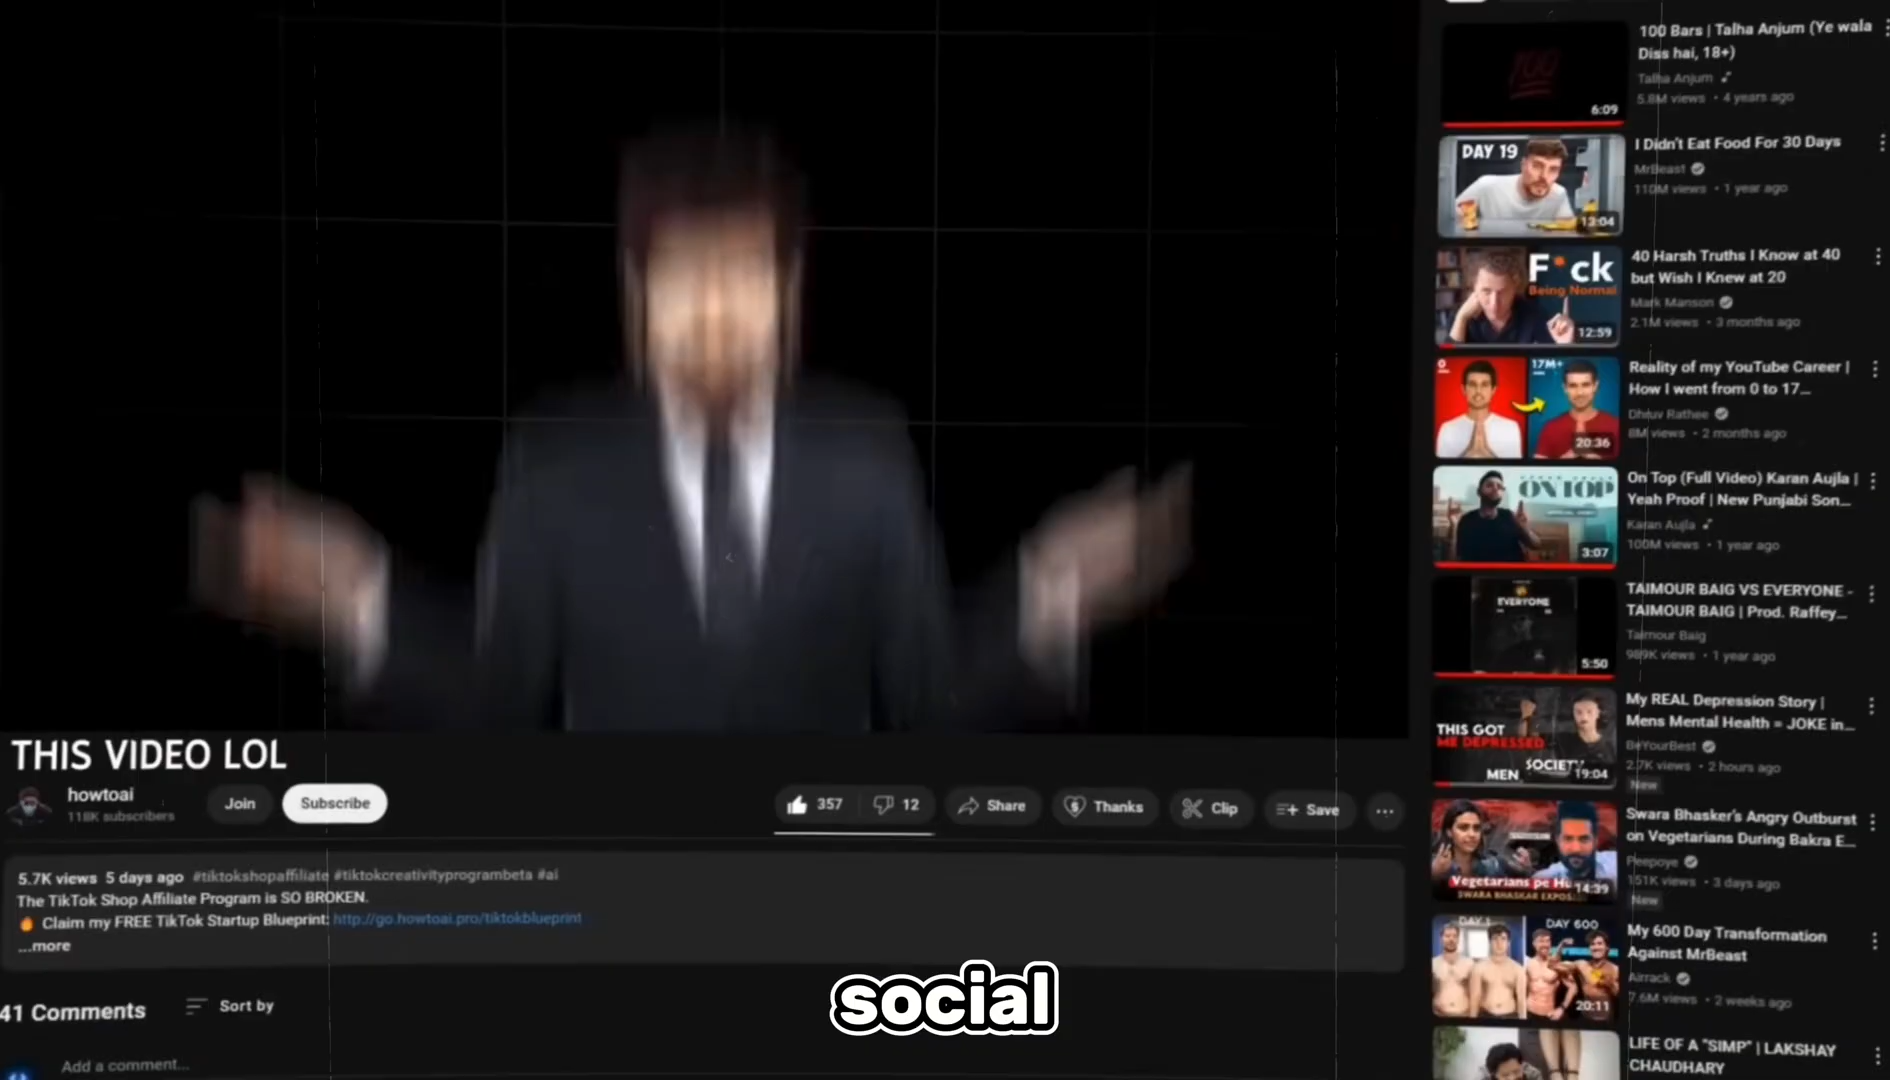 THIS VIDEO LOL
howtoai
118K subscribers
Join
Subscribe
357
12
Share
Thanks
Clip
Save
5.7K views 5 days ago #tiktokshopaffiliate #tiktokcreativityprogrambeta #ai
The TikTok Shop Affiliate Program is SO BROKEN.
Claim my FREE TikTok Startup Blueprint: http://go.howtoai.pro/tiktokblueprint
...more
41 Comments
Sort by
Add a comment...
social
100 Bars | Talha Anjum (Ye wala
Diss hai, 18+)
Talha Anjum
5.8M views • 4 years ago
6:09
DAY 19
13:04
I Didn't Eat Food For 30 Days
MrBeast
110M views • 1 year ago
F*ck
Being Normal
12:59
40 Harsh Truths I Know at 40
but Wish I Knew at 20
Mark Manson
2.1M views • 3 months ago
0
17M+
20:36
Reality of my YouTube Career |
How I went from 0 to 17...
Dhruv Rathee
8M views • 2 months ago
ON TOP
3:07
On Top (Full Video) Karan Aujla |
Yeah Proof | New Punjabi Son...
Karan Aujla
100M views • 1 year ago
EVERYONE
5:50
TAIMOUR BAIG VS EVERYONE -
TAIMOUR BAIG | Prod. Raffey...
Taimour Baig
989K views • 1 year ago
THIS GOT
ME DEPRESSED
SOCIETY
MEN
19:04
My REAL Depression Story |
Mens Mental Health = JOKE in...
BeYourBest
2.7K views • 2 hours ago
New
Vegetarians pe
14:39
SWARA BHASKAR
Swara Bhasker's Angry Outburst
on Vegetarians During Bakra E...
Peepoye
151K views • 3 days ago
New
DAY 1
DAY 600
20:11
My 600 Day Transformation
Against MrBeast
Airrack
7.6M views • 2 weeks ago
LIFE OF A "SIMP" | LAKSHAY
CHAUDHARY